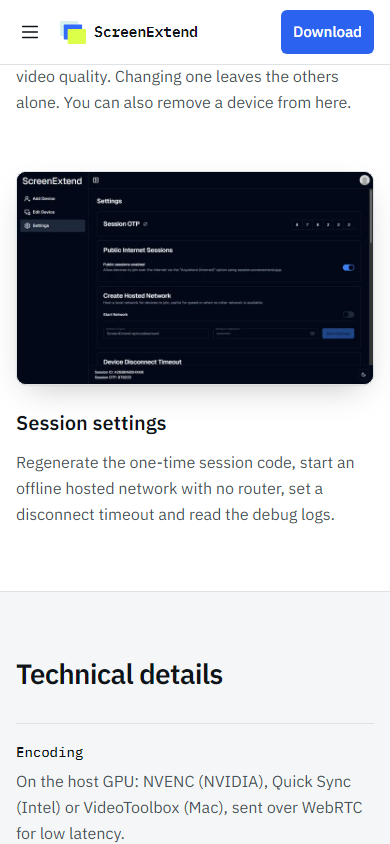 ScreenExtend
Download
video quality. Changing one leaves the others
alone. You can also remove a device from here.
ScreenExtend
Add Device
Edit Device
Settings
Settings
Session OTP
Public Internet Sessions
Public sessions enabled
Create Hosted Network
Start Network
Device Disconnect Timeout
Session settings
Regenerate the one-time session code, start an
offline hosted network with no router, set a
disconnect timeout and read the debug logs.
Technical details
Encoding
On the host GPU: NVENC (NVIDIA), Quick Sync
(Intel) or VideoToolbox (Mac), sent over WebRTC
for low latency.